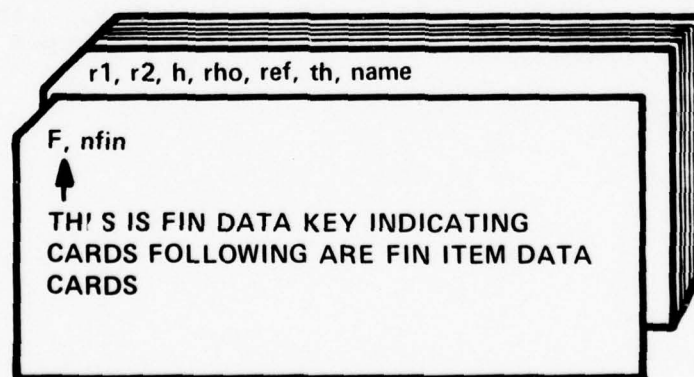 r1, r2, h, rho, ref, th, name
F, nfin
THIS IS FIN DATA KEY INDICATING
CARDS FOLLOWING ARE FIN ITEM DATA
CARDS